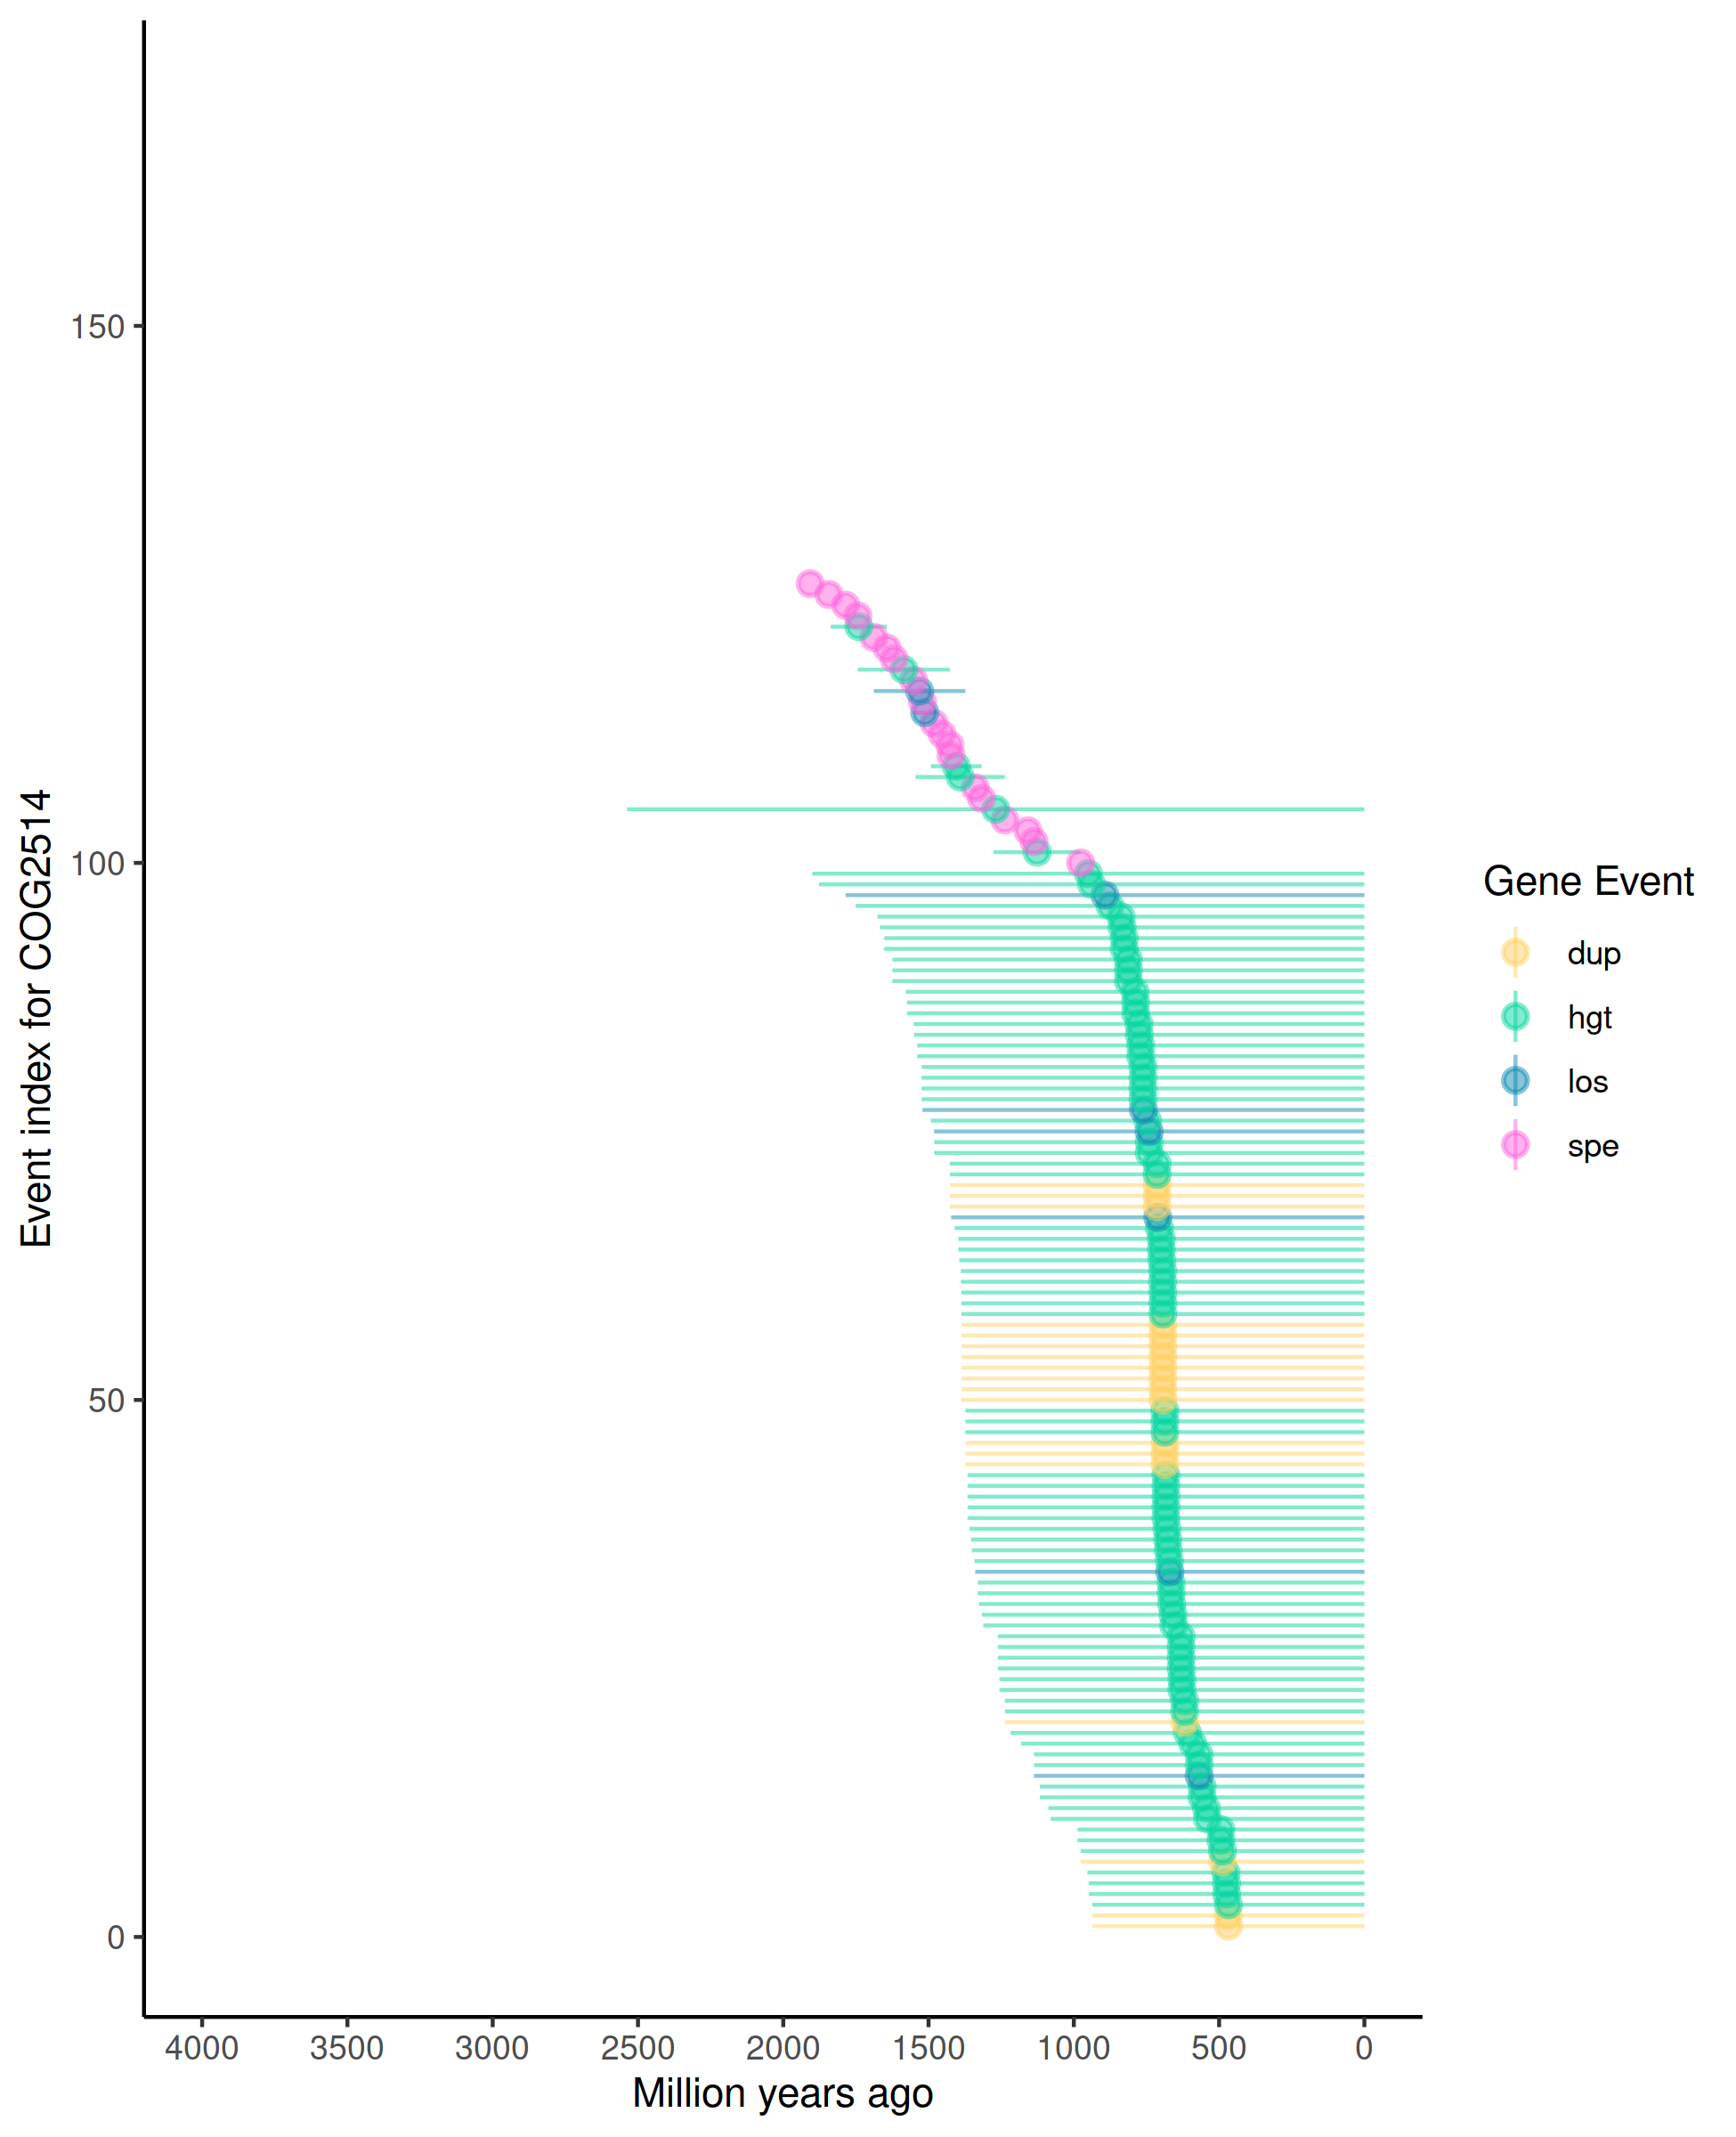 Event index for COG2514
150
100
50
0
4000 3500 3000 2500 2000 1500 1000 500 0
Million years ago
Gene Event
dup
hgt
los
spe